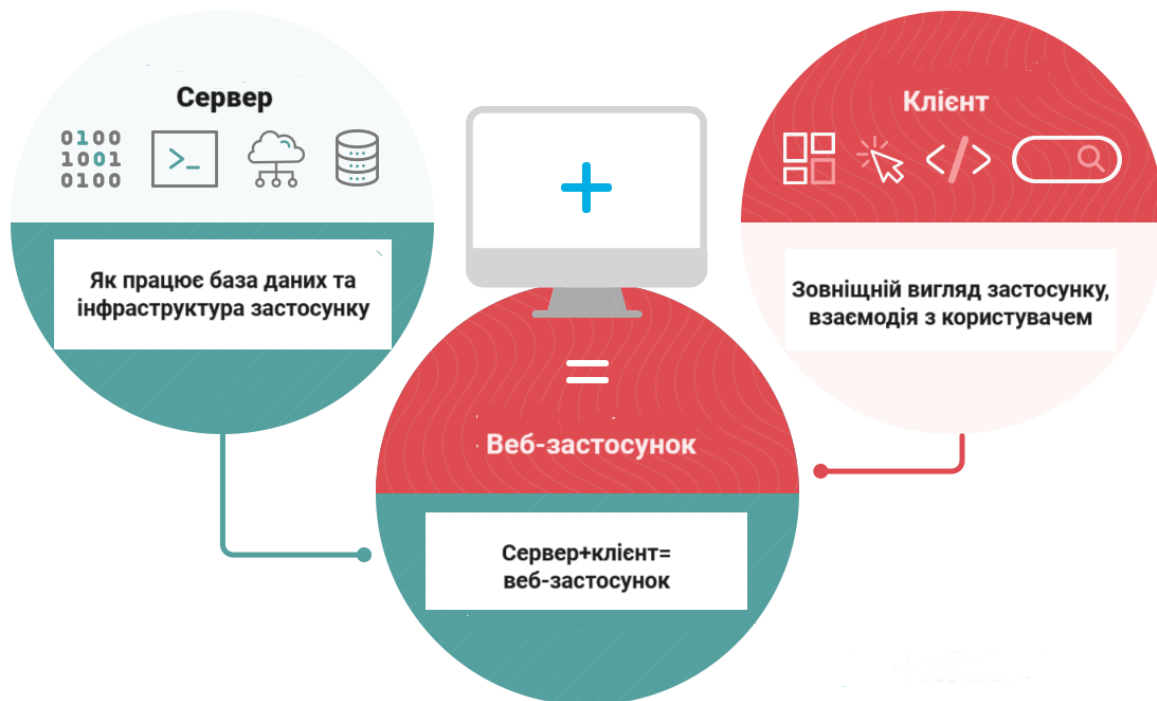 Сервер
0100
1001
0100
>_
Як працює база даних та
інфраструктура застосунку
+
Клієнт
</>
Зовніщній вигляд застосунку,
взаємодія з користувачем
=
Веб-застосунок
Сервер+клієнт=
веб-застосунок